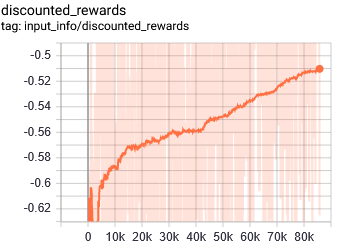 discounted_rewards
tag: input_info/discounted_rewards
-0.5
-0.52
-0.54
-0.56
-0.58
-0.6
-0.62
0 10k 20k 30k 40k 50k 60k 70k 80k